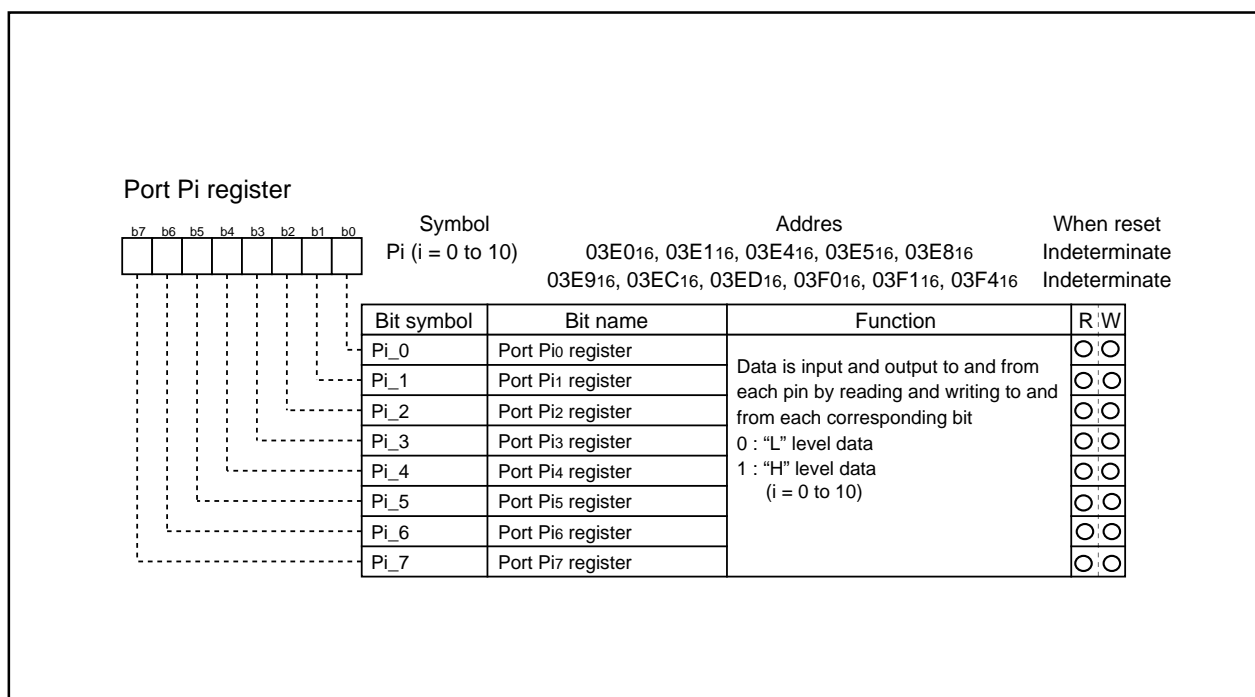 Port Pi register
b7 b6 b5 b4 b3 b2 b1 b0
Symbol Addres When reset
Pi (i = 0 to 10) 03E016, 03E116, 03E416, 03E516, 03E816 Indeterminate
03E916, 03EC16, 03ED16, 03F016, 03F116, 03F416 Indeterminate
Bit symbol Bit name Function R W
Pi_0 Port Pi0 register
Pi_1 Port Pi1 register
Pi_2 Port Pi2 register
Pi_3 Port Pi3 register
Pi_4 Port Pi4 register
Pi_5 Port Pi5 register
Pi_6 Port Pi6 register
Pi_7 Port Pi7 register
Data is input and output to and from
each pin by reading and writing to and
from each corresponding bit
0 : “L” level data
1 : “H” level data
(i = 0 to 10)